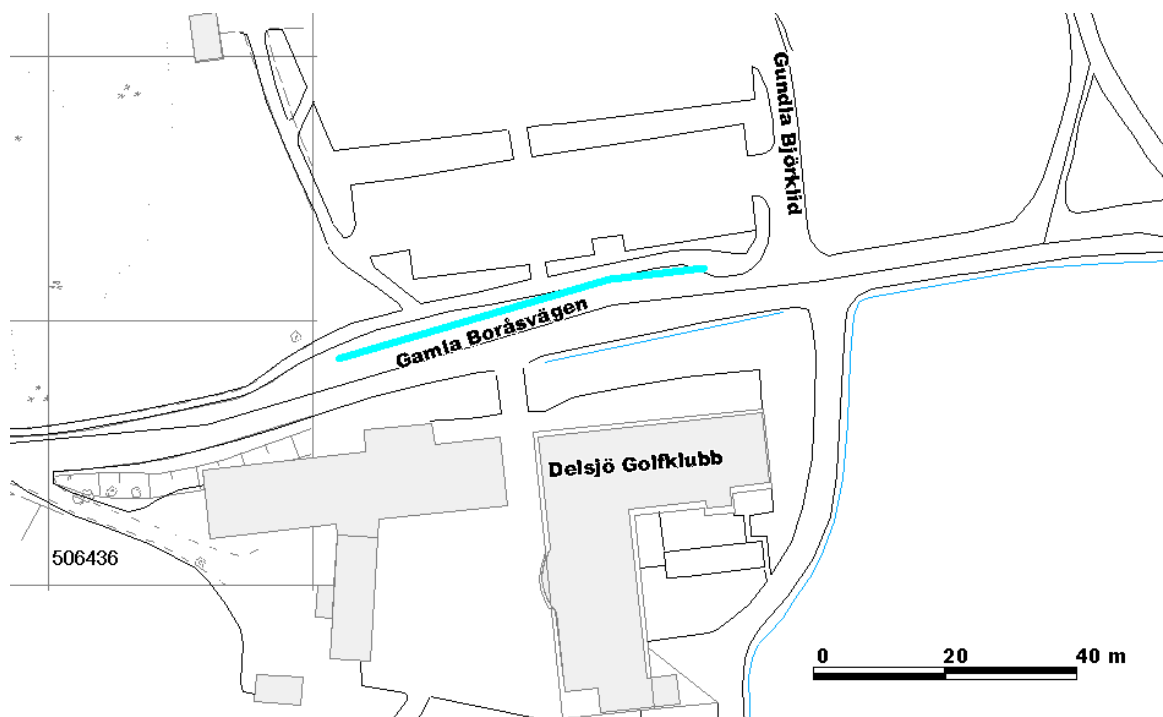 Gundla Björklid
Gamla Boråsvägen
Delsjö Golfklubb
506436
0 20 40 m